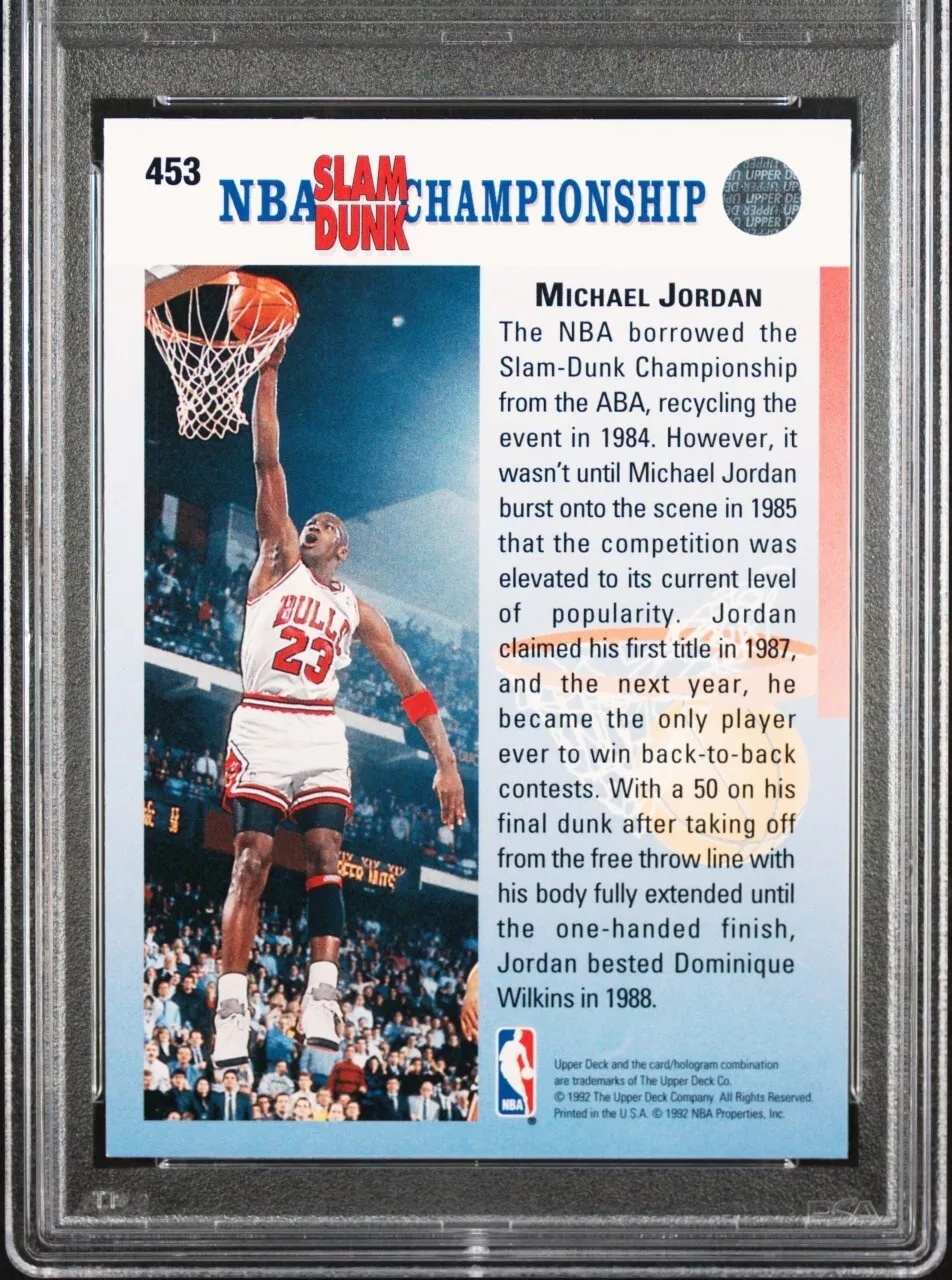 453
NBA SLAM DUNK CHAMPIONSHIP
UPPER DE
UPPER D
MICHAEL JORDAN
The NBA borrowed the
Slam-Dunk Championship
from the ABA, recycling the
event in 1984. However, it
wasn't until Michael Jordan
burst onto the scene in 1985
that the competition was
elevated to its current level
of popularity. Jordan
claimed his first title in 1987,
and the next year, he
became the only player
ever to win back-to-back
contests. With a 50 on his
final dunk after taking off
from the free throw line with
his body fully extended until
the one-handed finish,
Jordan bested Dominique
Wilkins in 1988.
BULLS
23
NBA
Upper Deck and the card/hologram combination
are trademarks of The Upper Deck Co.
© 1992 The Upper Deck Company. All Rights Reserved.
Printed in the U.S.A. © 1992 NBA Properties, Inc.
PSA